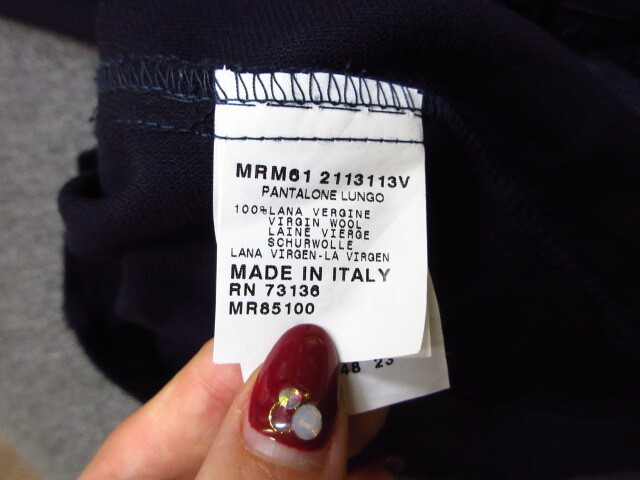 MRM61 2113113V
PANTALONE LUNGO
100%LANA VERGINE
VIRGIN WOOL
LAINE VIERGE
SCHURWOLLE
LANA VIRGEN-LA VIRGEN
MADE IN ITALY
RN 73136
MR85100
48 23